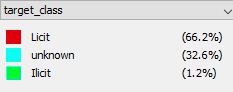 target_class
Licit (66.2%)
unknown (32.6%)
Ilicit (1.2%)